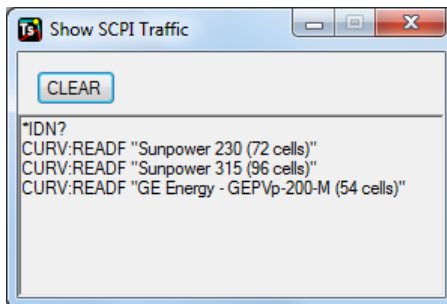 Show SCPI Traffic
CLEAR
*IDN?
CURV:READF "Sunpower 230 (72 cells)"
CURV:READF "Sunpower 315 (96 cells)"
CURV:READF "GE Energy - GEPVp-200-M (54 cells)"